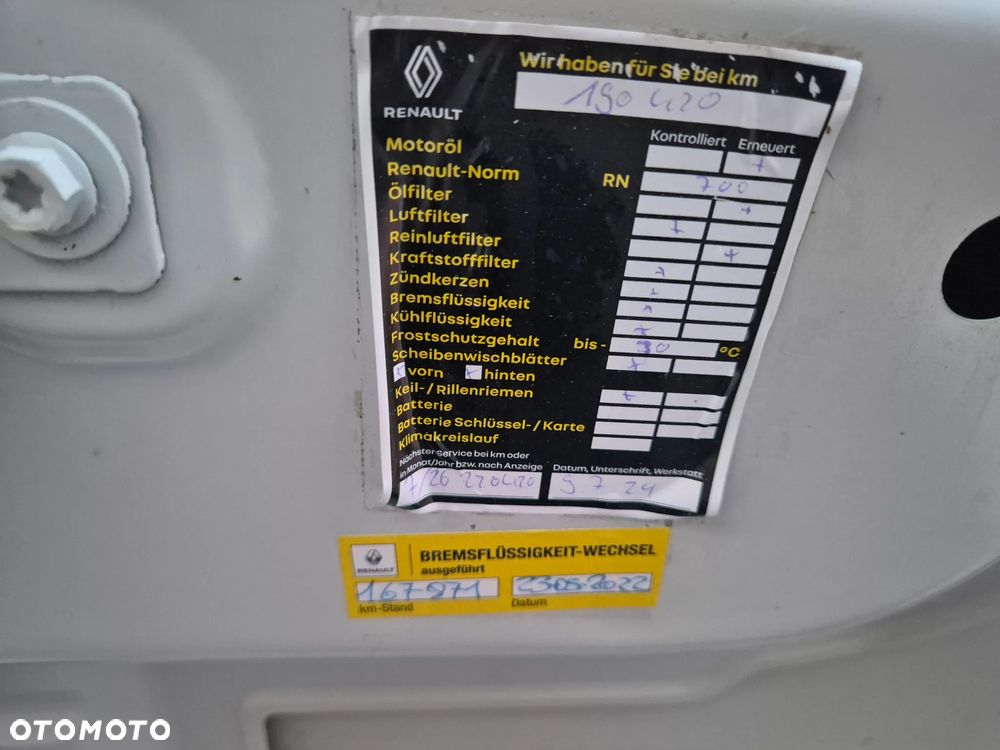 Wir haben für Sie bei km
190 420
RENAULT
Kontrolliert Erneuert
Motoröl +
Renault-Norm RN 700
Ölfilter +
Luftfilter +
Reinluftfilter +
Kraftstofffilter
Zündkerzen
Bremsflüssigkeit
Kühlflüssigkeit
Frostschutzgehalt bis - 30 °C
Scheibenwischblätter
vorn hinten
Keil-/Rillenriemen
Batterie
Batterie Schlüssel-/Karte
Klimakreislauf
Nächster Service bei km oder
in Monat/Jahr bzw. nach Anzeige Datum, Unterschrift, Werkstatt
7/26 220420 5 7 24
RENAULT
BREMSFLÜSSIGKEIT-WECHSEL
ausgeführt
167-871 23.05.2022
km-Stand Datum
OTOMOTO